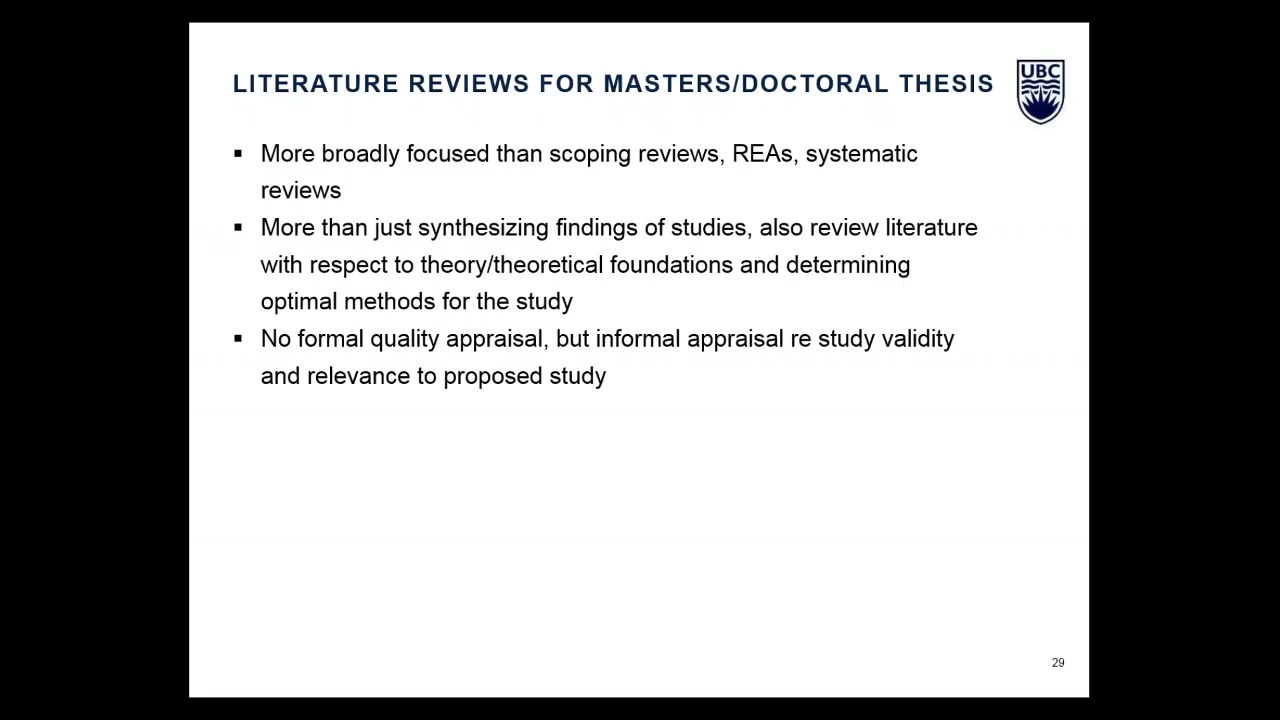 LITERATURE REVIEWS FOR MASTERS/DOCTORAL THESIS
UBC
▪ More broadly focused than scoping reviews, REAs, systematic
reviews
▪ More than just synthesizing findings of studies, also review literature
with respect to theory/theoretical foundations and determining
optimal methods for the study
▪ No formal quality appraisal, but informal appraisal re study validity
and relevance to proposed study
29